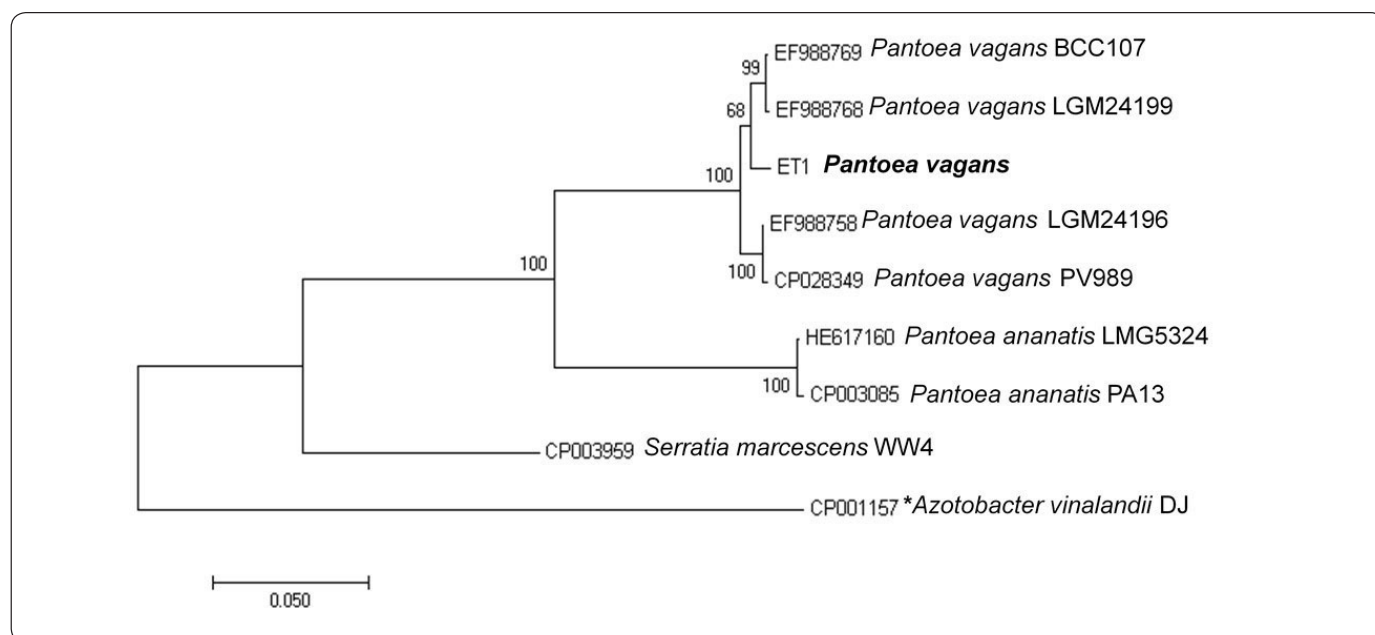 EF988769 Pantoea vagans BCC107
99
EF988768 Pantoea vagans LGM24199
68
ET1 Pantoea vagans
100
EF988758 Pantoea vagans LGM24196
100
CP028349 Pantoea vagans PV989
100
HE617160 Pantoea ananatis LMG5324
100
CP003085 Pantoea ananatis PA13
CP003959 Serratia marcescens WW4
CP001157 *Azotobacter vinalandii DJ
0.050